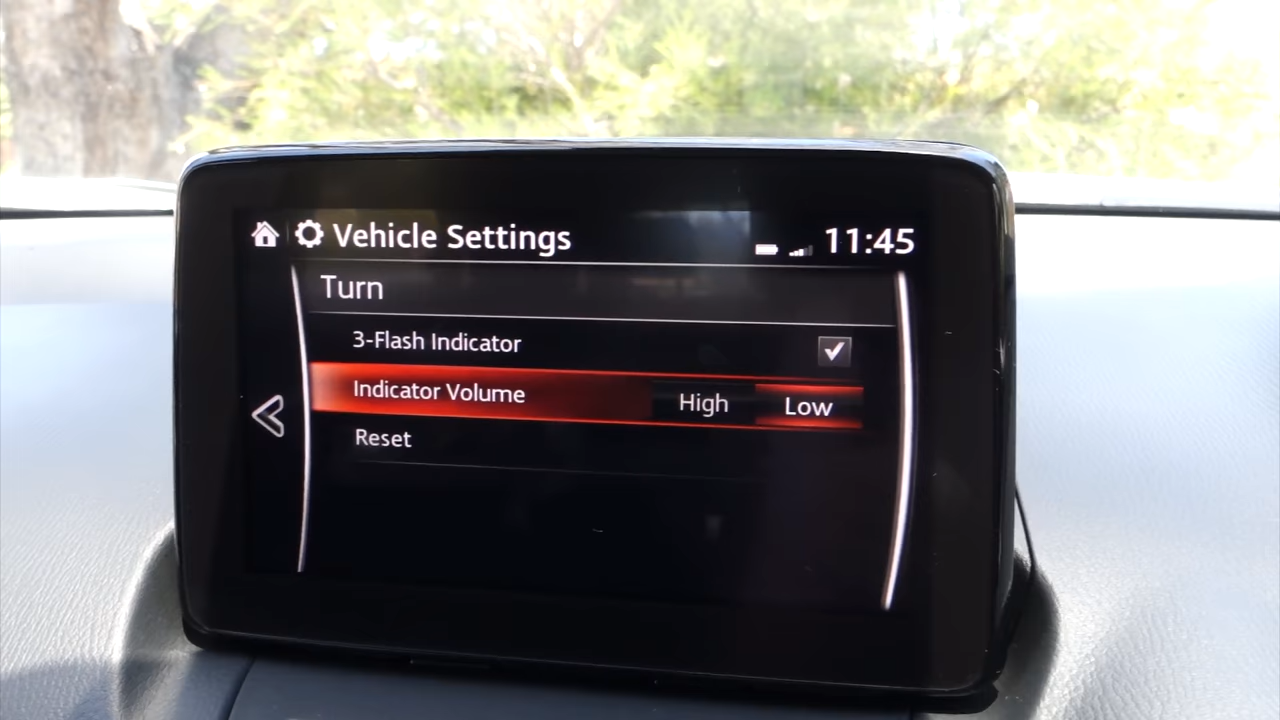 Vehicle Settings 11:45
Turn
3-Flash Indicator
Indicator Volume High Low
Reset